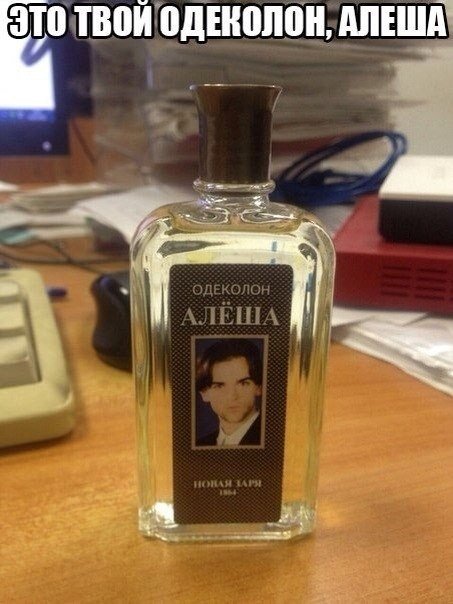 ЭТО ТВОЙ ОДЕКОЛОН, АЛЕША
ОДЕКОЛОН
АЛЁША
НОВАЯ ЗАРЯ
1864